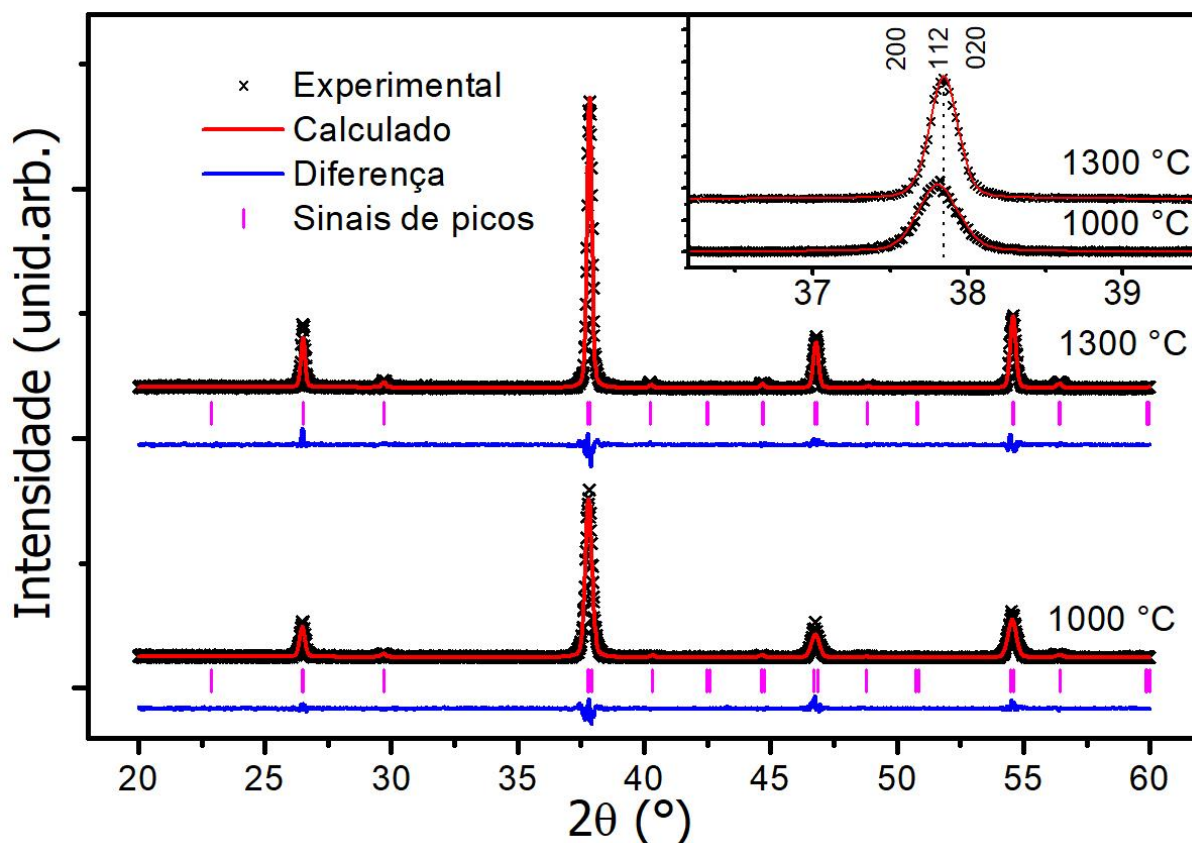 Intensidade (unid.arb.)
Experimental
Calculado
Diferença
Sinais de picos
200 112 020
1300 °C
1000 °C
37 38 39
1300 °C
1000 °C
20 25 30 35 40 45 50 55 60
2θ (°)